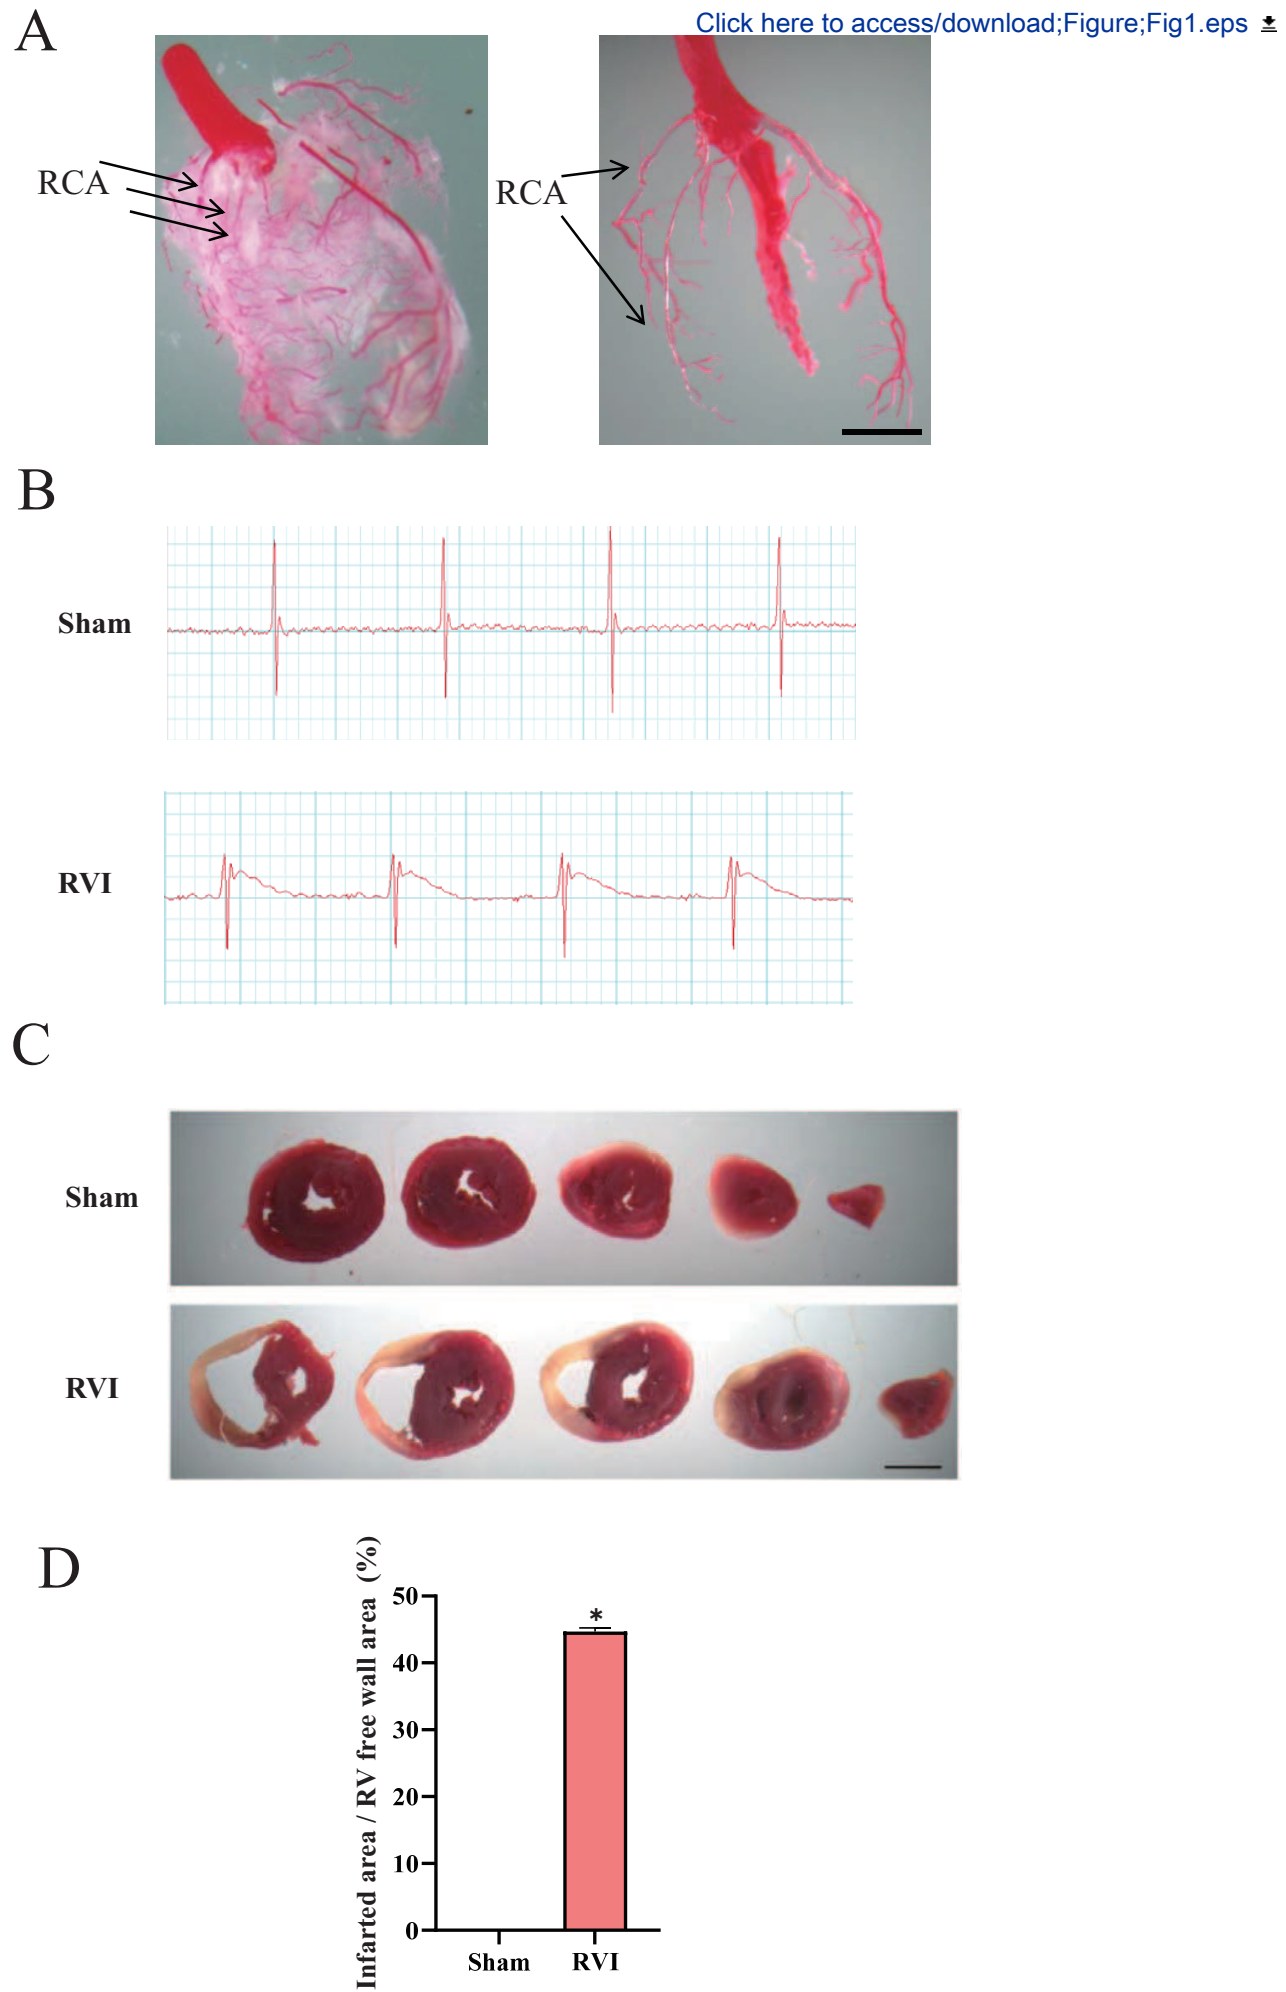 Click here to access/download;Figure;Fig1.eps
A
RCA
RCA
B
Sham
RVI
C
Sham
RVI
D
Infarted area / RV free wall area (%)
50
*
40
30
20
10
0
Sham
RVI